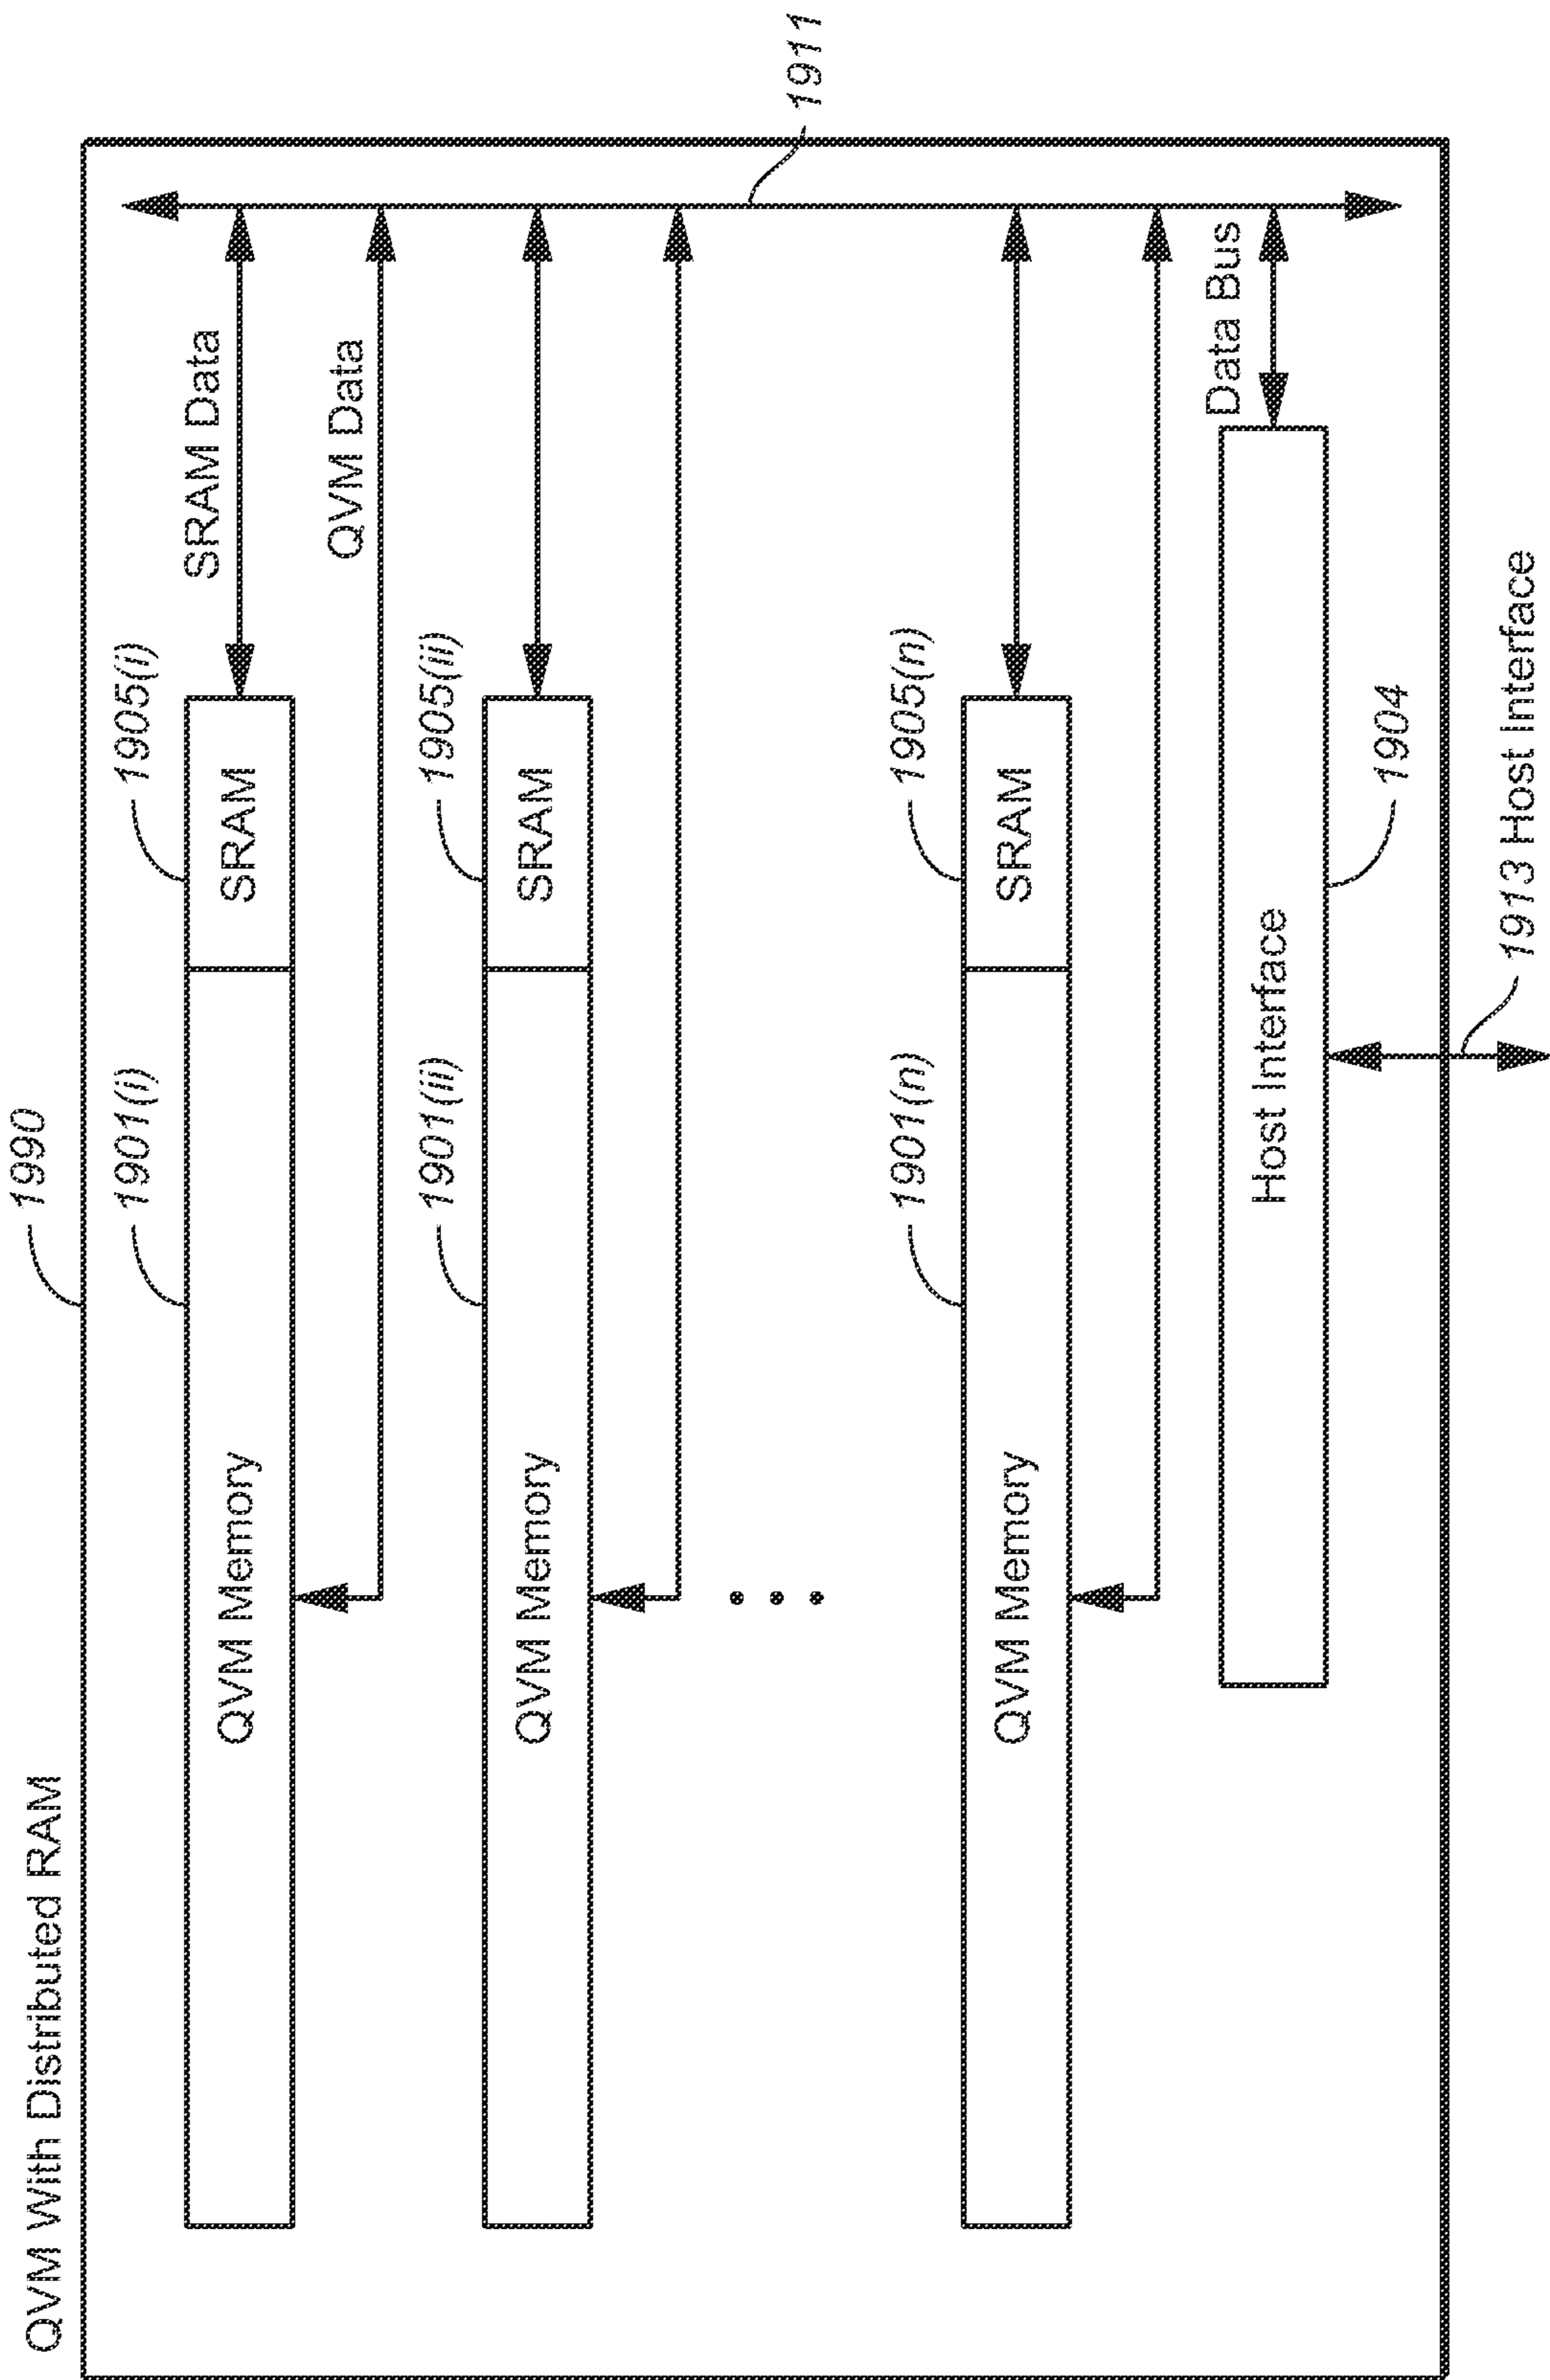 QVM With Distributed RAM
1990
1901(i)
1905(i)
QVM Memory
SRAM
SRAM Data
QVM Data
1901(ii)
1905(ii)
QVM Memory
SRAM
1911
1901(n)
1905(n)
QVM Memory
SRAM
Data Bus
Host Interface
1904
1913 Host Interface